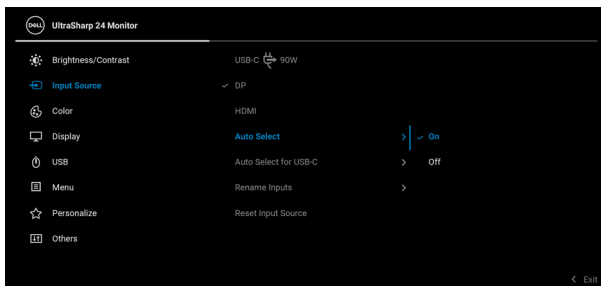 DELL UltraSharp 24 Monitor
Brightness/Contrast USB-C 90W
Input Source DP
Color HDMI
Display Auto Select > On
USB Auto Select for USB-C > Off
Menu Rename Inputs >
Personalize Reset Input Source
Others
< Exit